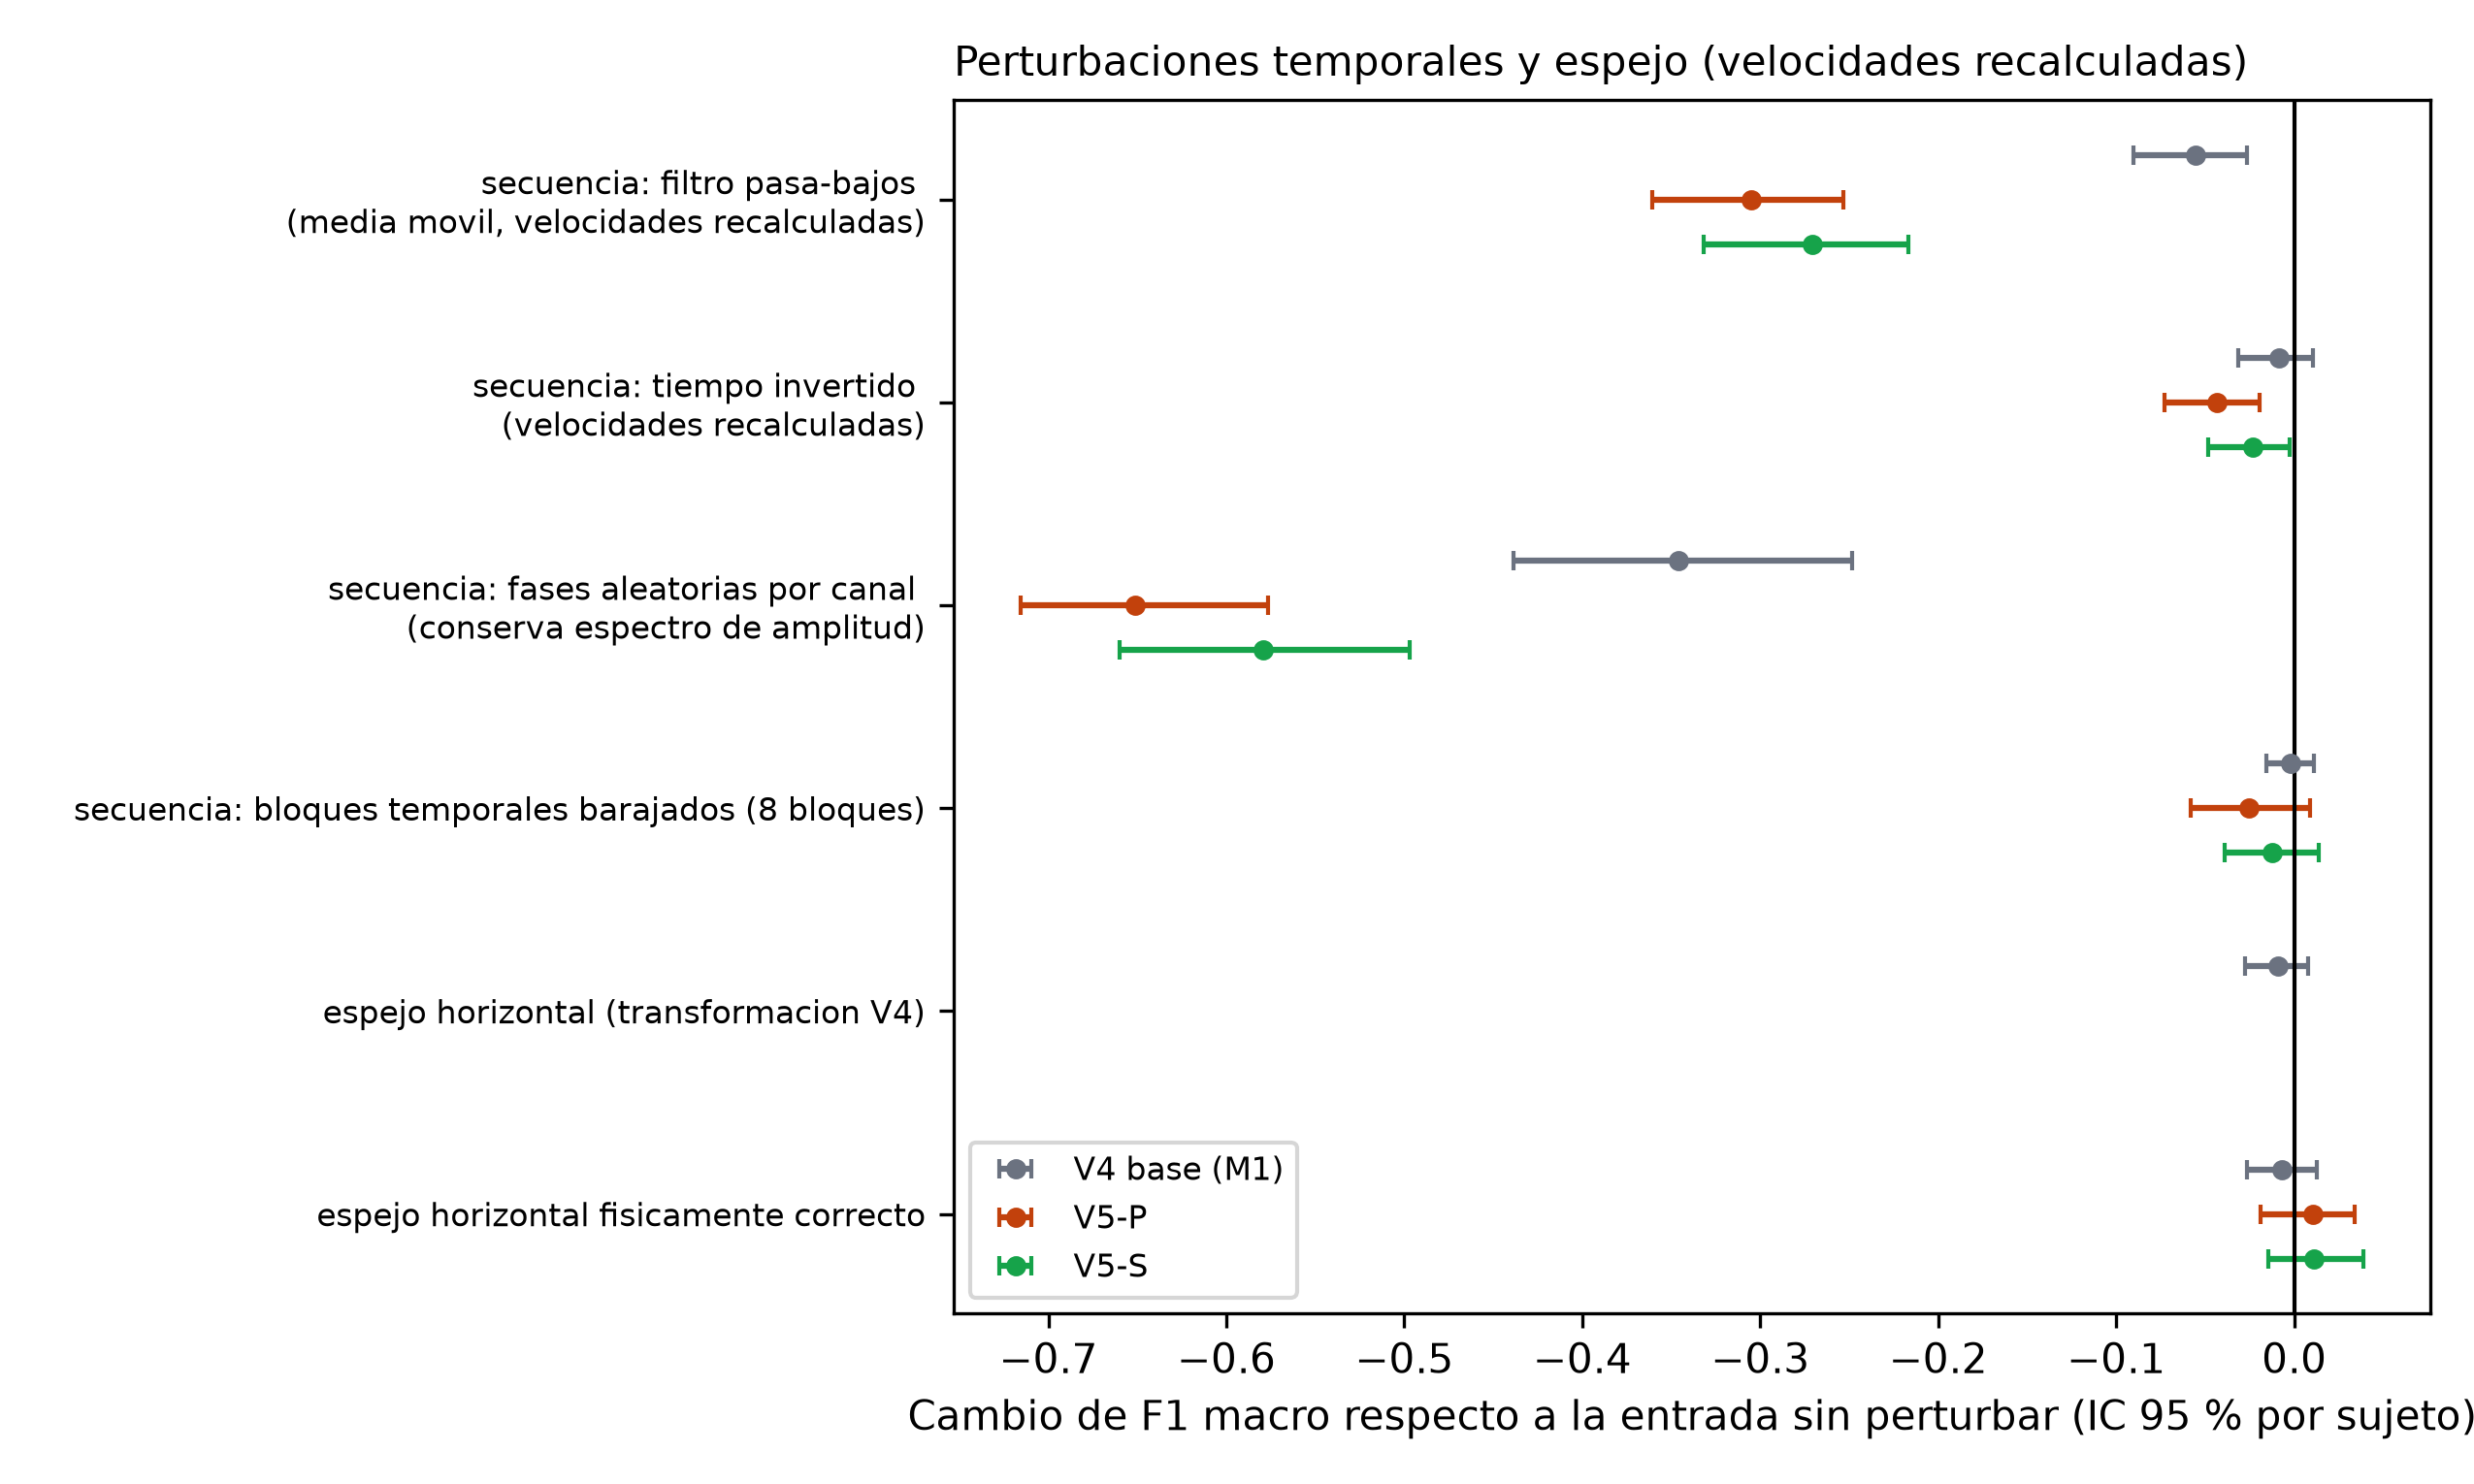 Perturbaciones temporales y espejo (velocidades recalculadas)
secuencia: filtro pasa-bajos
(media movil, velocidades recalculadas)
secuencia: tiempo invertido
(velocidades recalculadas)
secuencia: fases aleatorias por canal
(conserva espectro de amplitud)
secuencia: bloques temporales barajados (8 bloques)
espejo horizontal (transformacion V4)
espejo horizontal fisicamente correcto
V4 base (M1)
V5-P
V5-S
−0.7 −0.6 −0.5 −0.4 −0.3 −0.2 −0.1 0.0
Cambio de F1 macro respecto a la entrada sin perturbar (IC 95 % por sujeto)